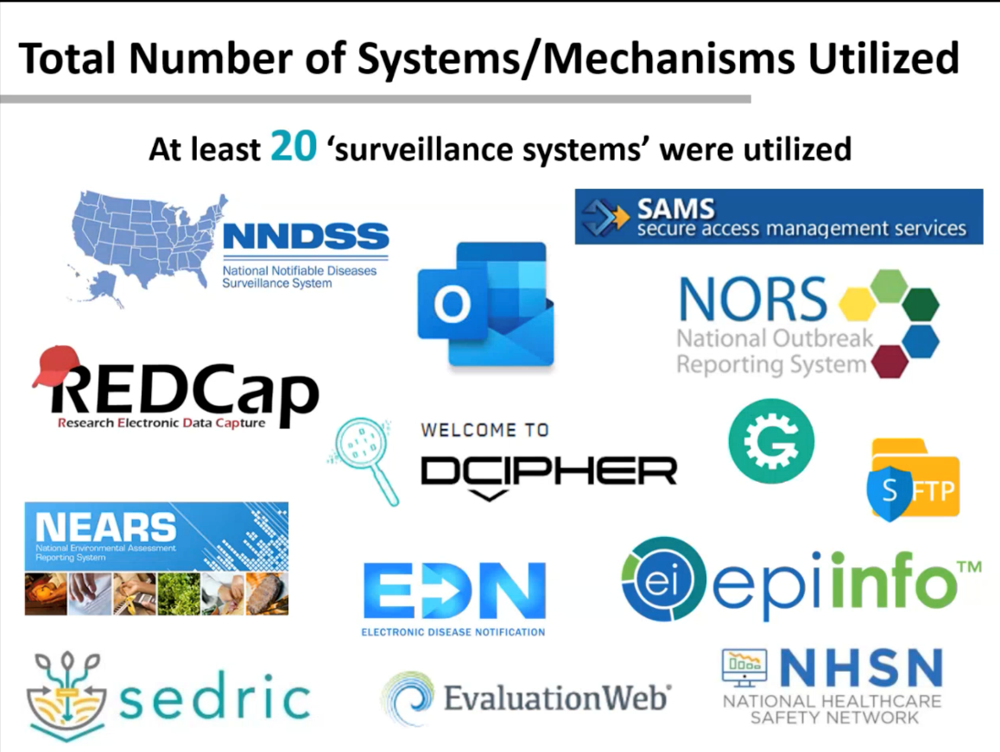 Total Number of Systems/Mechanisms Utilized
At least 20 ‘surveillance systems’ were utilized
NNDSS
National Notifiable Diseases
Surveillance System
O
SAMS
secure access management services
NORS
National Outbreak
Reporting System
REDCap
Research Electronic Data Capture
WELCOME TO
DCIPHER
G
S FTP
NEARS
National Environmental Assessment
Reporting System
EDN
ELECTRONIC DISEASE NOTIFICATION
ei epiinfo™
sedric
EvaluationWeb®
NHSN
NATIONAL HEALTHCARE
SAFETY NETWORK